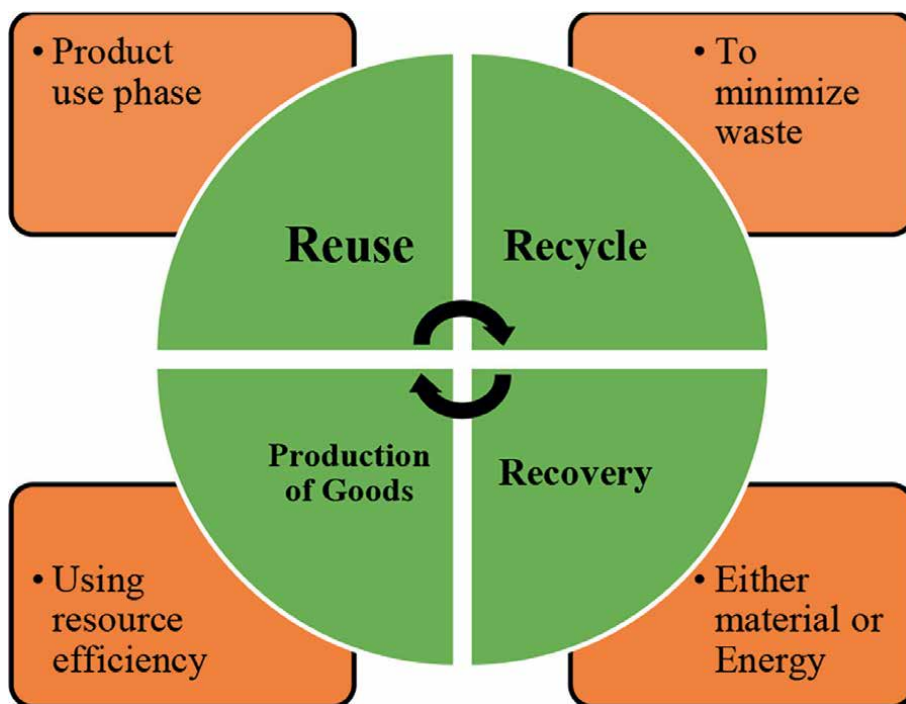 • Product
use phase
• To
minimize
waste
Reuse
Recycle
Production
of Goods
Recovery
• Using
resource
efficiency
• Either
material or
Energy